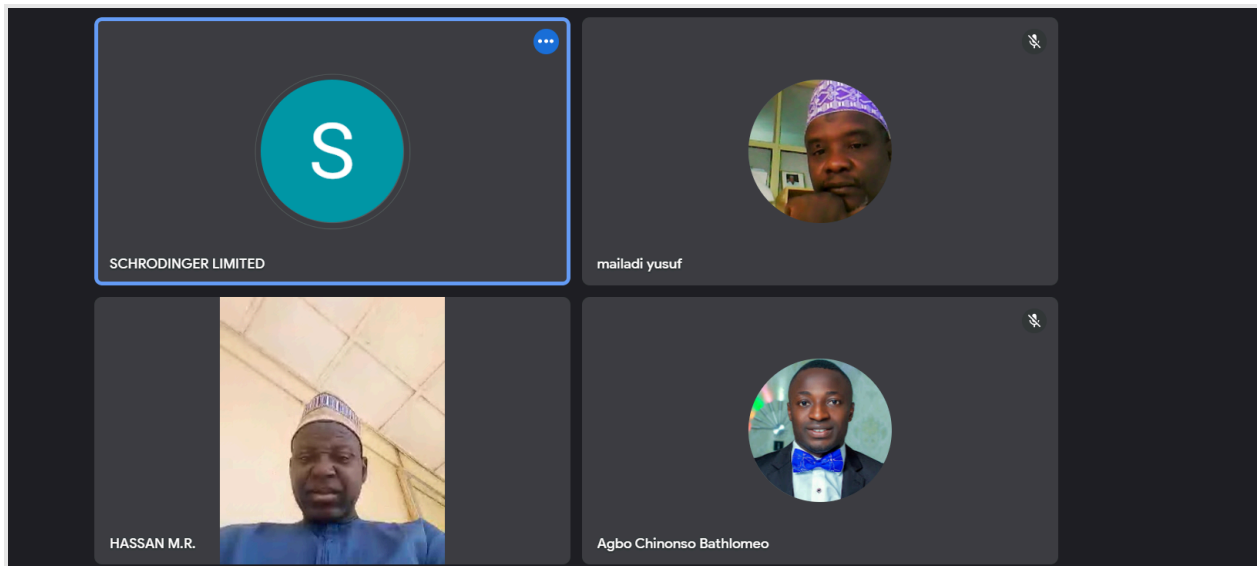 S
SCHRODINGER LIMITED
mailadi yusuf
HASSAN M.R.
Agbo Chinonso Bathlomeo